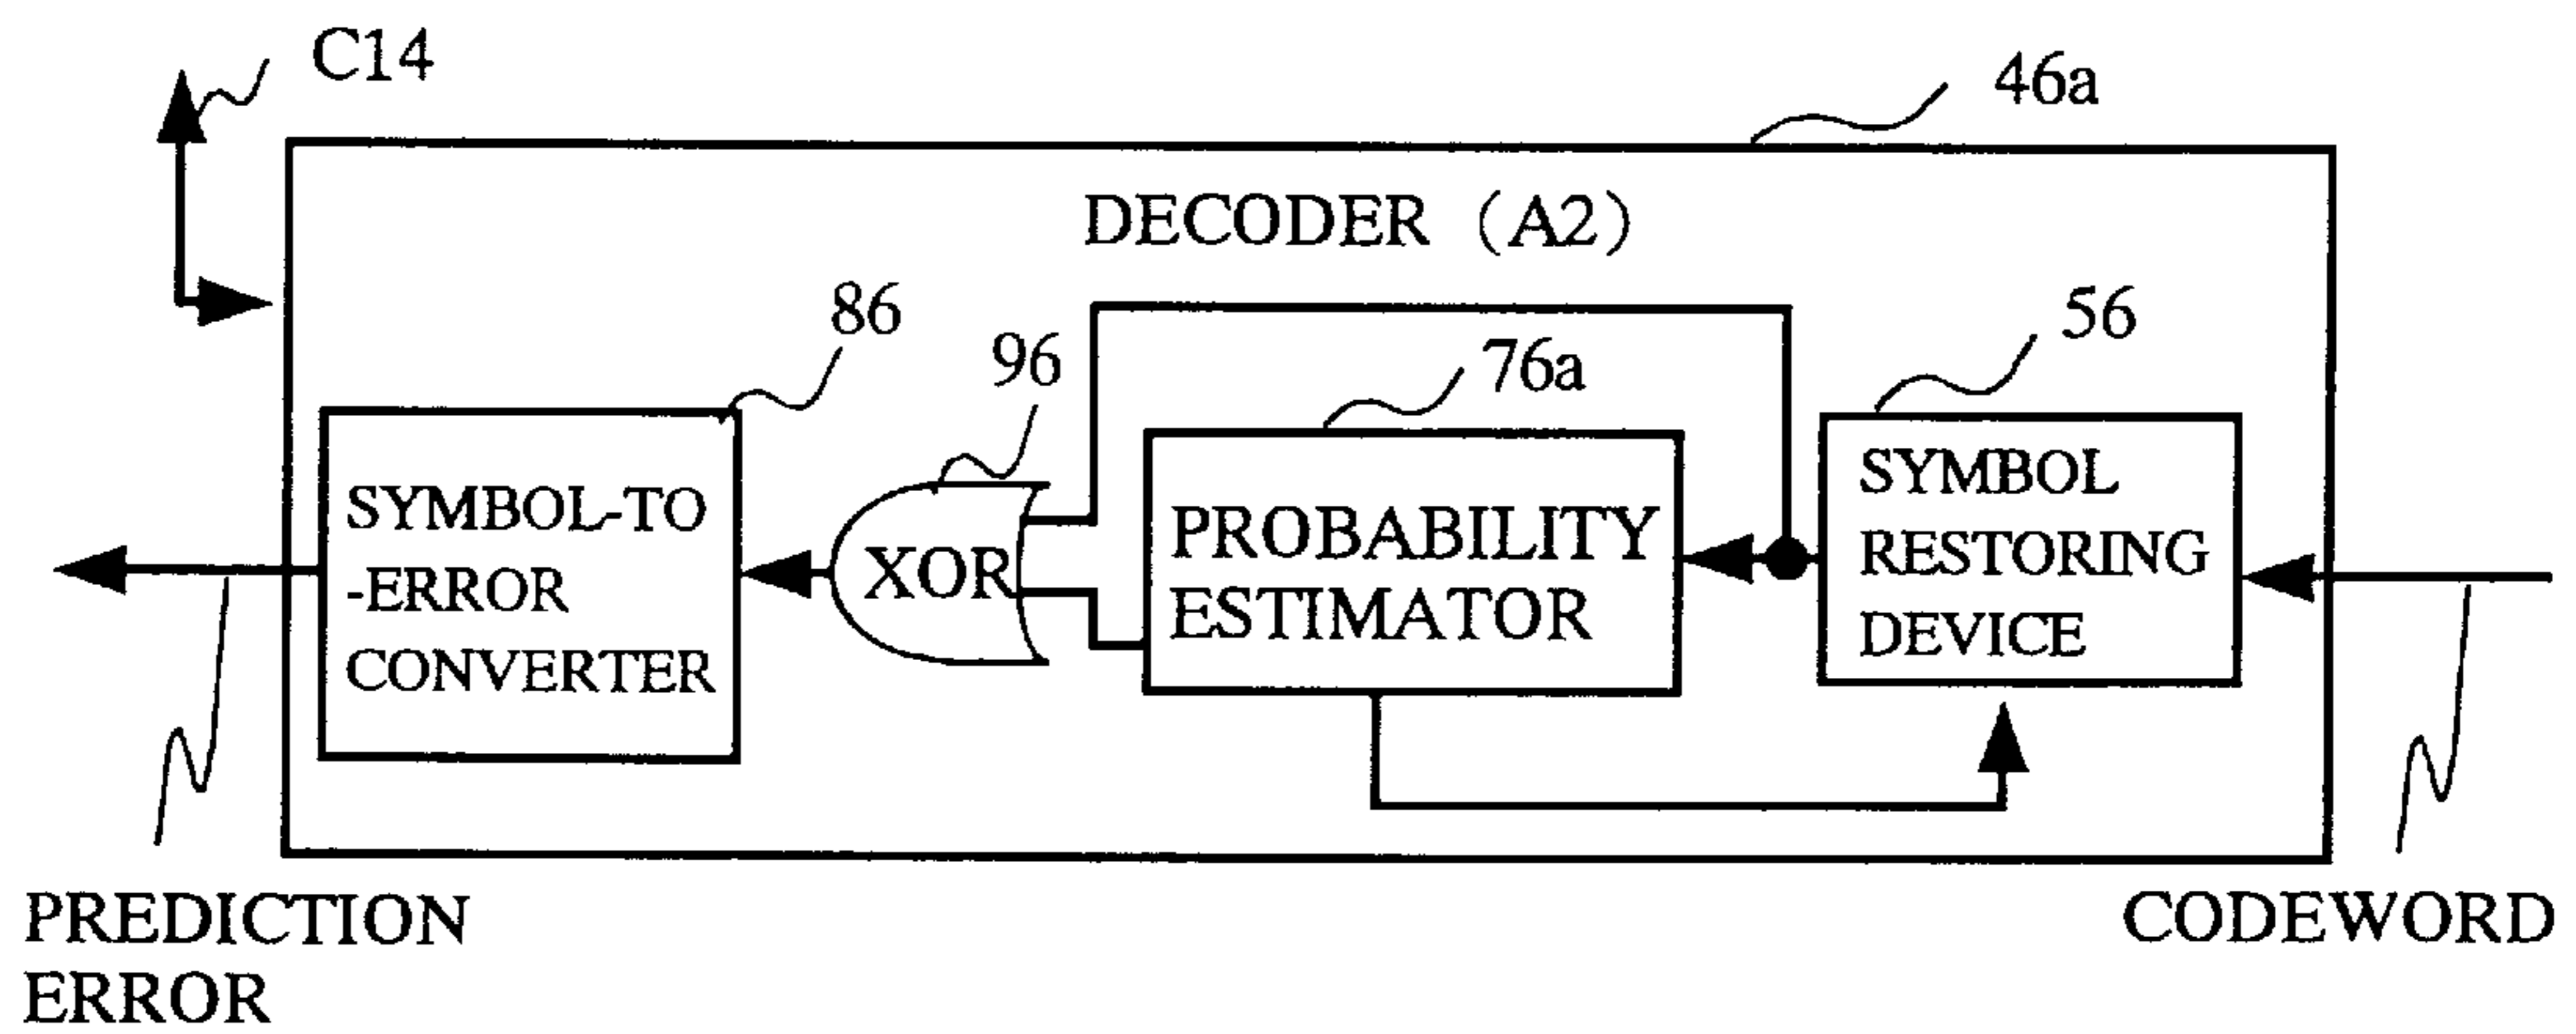 C14
46a
DECODER (A2)
86
96
76a
56
SYMBOL-TO
-ERROR
CONVERTER
XOR
PROBABILITY
ESTIMATOR
SYMBOL
RESTORING
DEVICE
PREDICTION
ERROR
CODEWORD